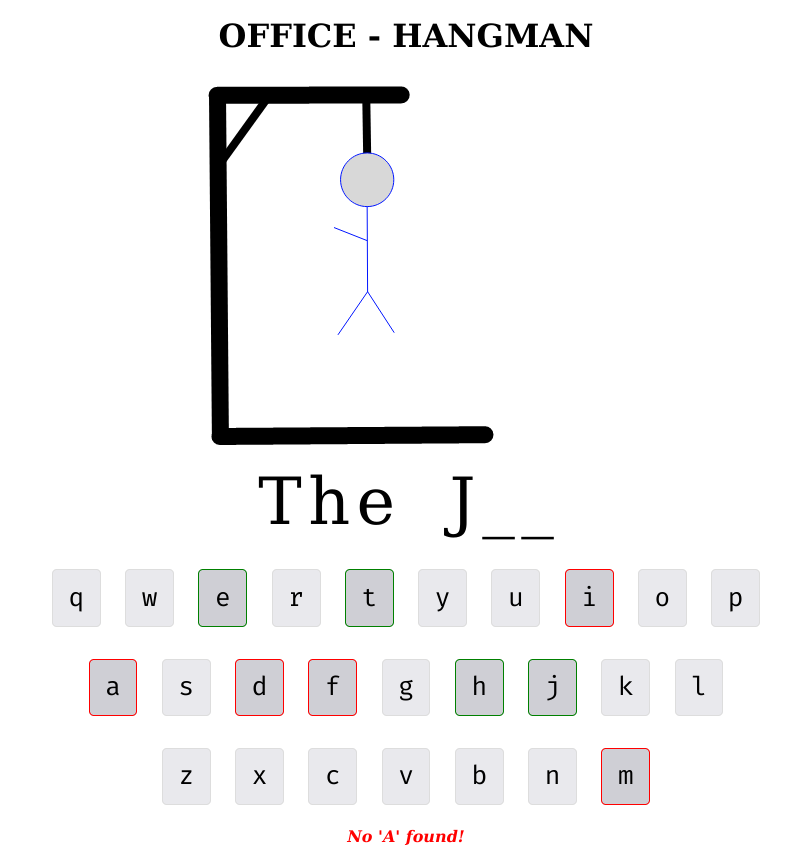 OFFICE - HANGMAN
The J__
q w e r t y u i o p
a s d f g h j k l
z x c v b n m
No 'A' found!